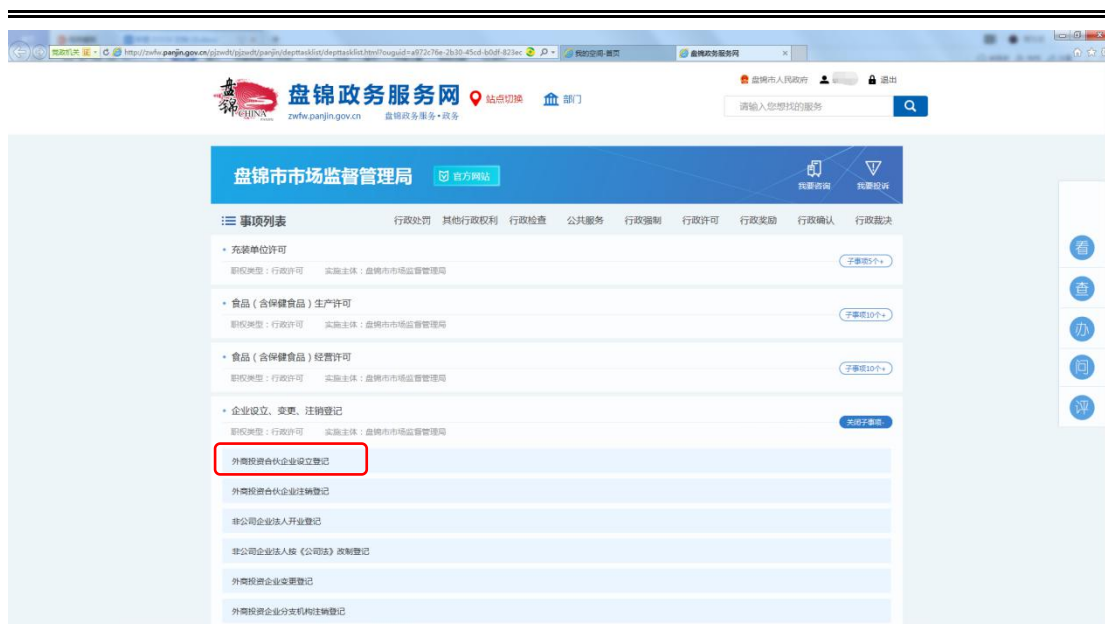 党政机关
http://zwfw.panjin.gov.cn/pjzwdt/pjzwdt/panjin/depttasklist/depttasklist.html?ouguid=a972c76e-2b30-45cd-b0df-823ec
我的空间-首页
盘锦政务服务网
盘锦市人民政府
退出
盘锦
CHINA
盘锦政务服务网
站点切换
部门
zwfw.panjin.gov.cn
盘锦政务服务•政务
请输入您想找的服务
盘锦市市场监督管理局
官方网站
我要咨询
我要投诉
事项列表
行政处罚 其他行政权利 行政检查 公共服务 行政强制 行政许可 行政奖励 行政确认 行政裁决
充装单位许可
职权类型：行政许可 实施主体：盘锦市市场监督管理局
子事项5个+
食品（含保健食品）生产许可
职权类型：行政许可 实施主体：盘锦市市场监督管理局
子事项10个+
食品（含保健食品）经营许可
职权类型：行政许可 实施主体：盘锦市市场监督管理局
子事项10个+
企业设立、变更、注销登记
职权类型：行政许可 实施主体：盘锦市市场监督管理局
关闭子事项-
外商投资合伙企业设立登记
外商投资合伙企业注销登记
非公司企业法人开业登记
非公司企业法人按《公司法》改制登记
外商投资企业变更登记
外商投资企业分支机构注销登记
看
查
办
问
评